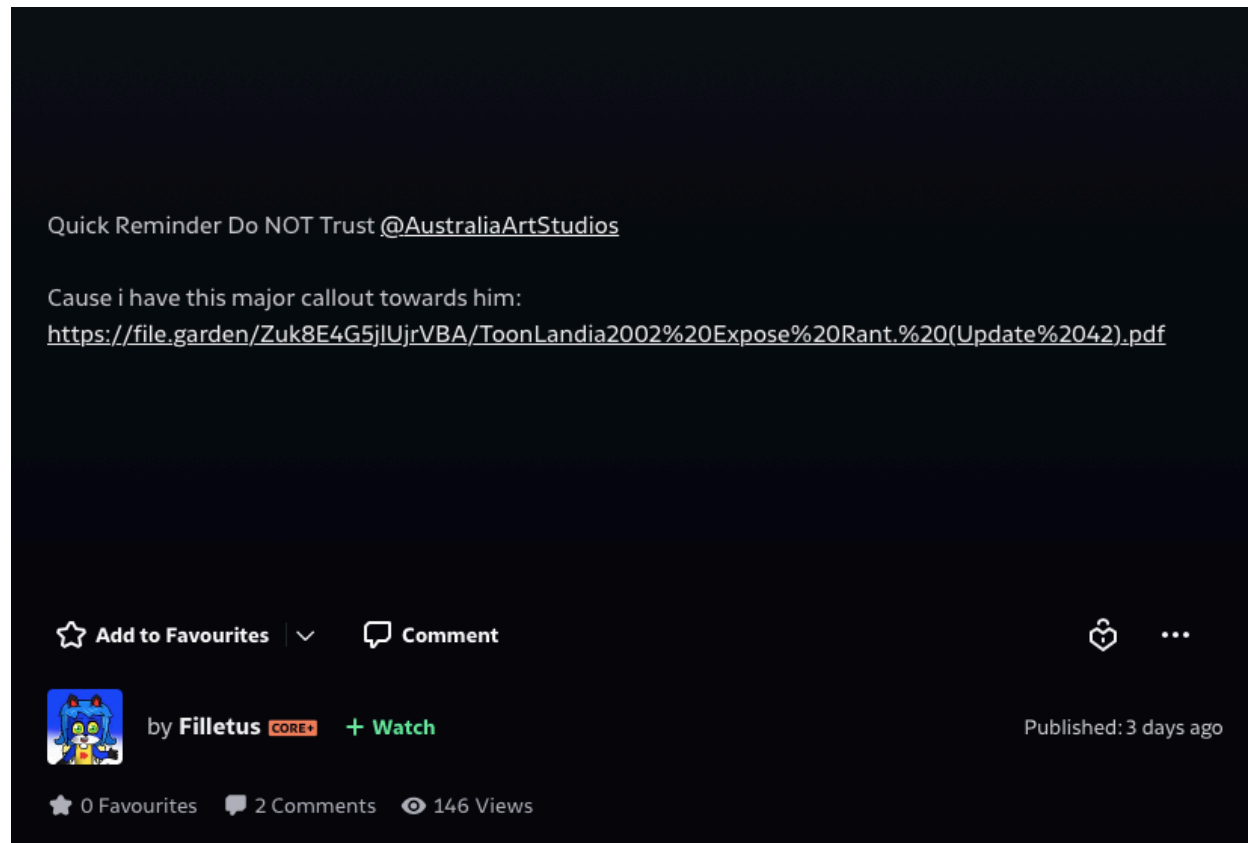 Quick Reminder Do NOT Trust @AustraliaArtStudios
Cause i have this major callout towards him:
https://file.garden/Zuk8E4G5jlUjrVBA/ToonLandia2002%20Expose%20Rant.%20(Update%2042).pdf
Add to Favourites
Comment
by Filletus CORE+ + Watch
Published: 3 days ago
0 Favourites 2 Comments 146 Views